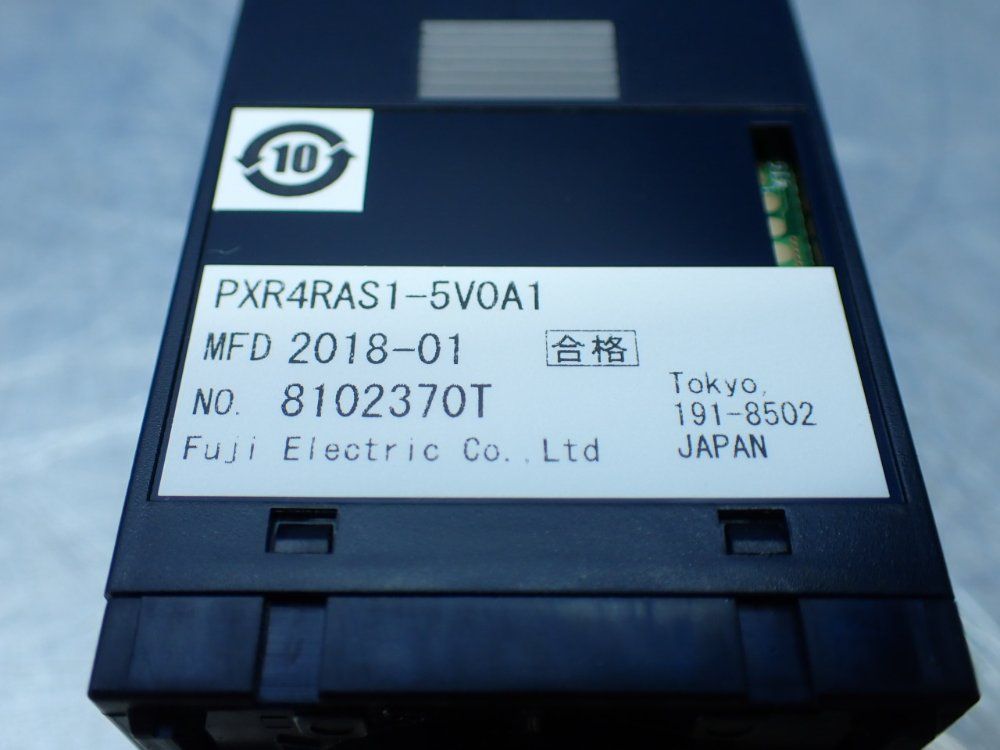 10
PXR4RAS1-5V0A1
MFD 2018-01 合格
NO. 8102370T
Fuji Electric Co.,Ltd
Tokyo,
191-8502
JAPAN